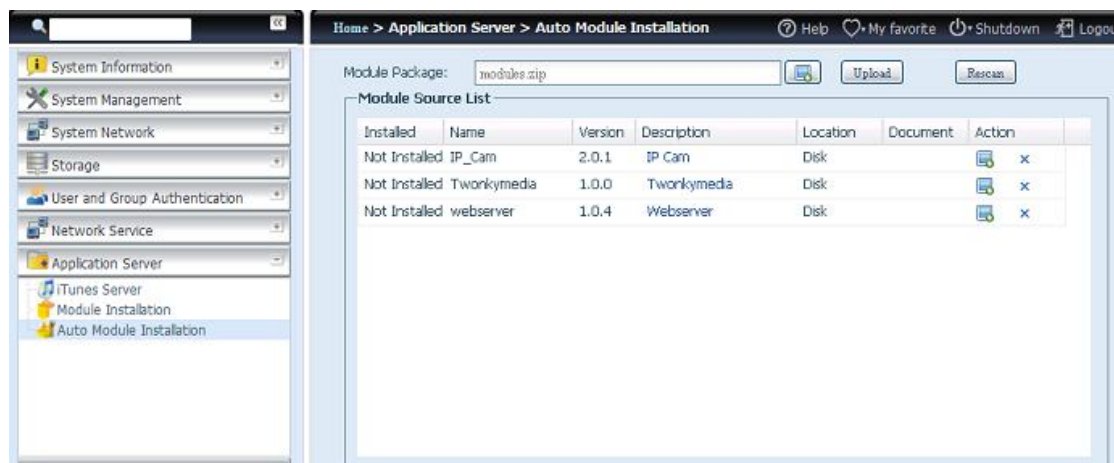 Home > Application Server > Auto Module Installation Help My favorite Shutdown Logou
System Information
System Management
System Network
Storage
User and Group Authentication
Network Service
Application Server
iTunes Server
Module Installation
Auto Module Installation
Module Package: modules.zip Upload Rescan
Module Source List
Installed Name Version Description Location Document Action
Not Installed IP_Cam 2.0.1 IP Cam Disk
Not Installed Twonkymedia 1.0.0 Twonkymedia Disk
Not Installed webserver 1.0.4 Webserver Disk